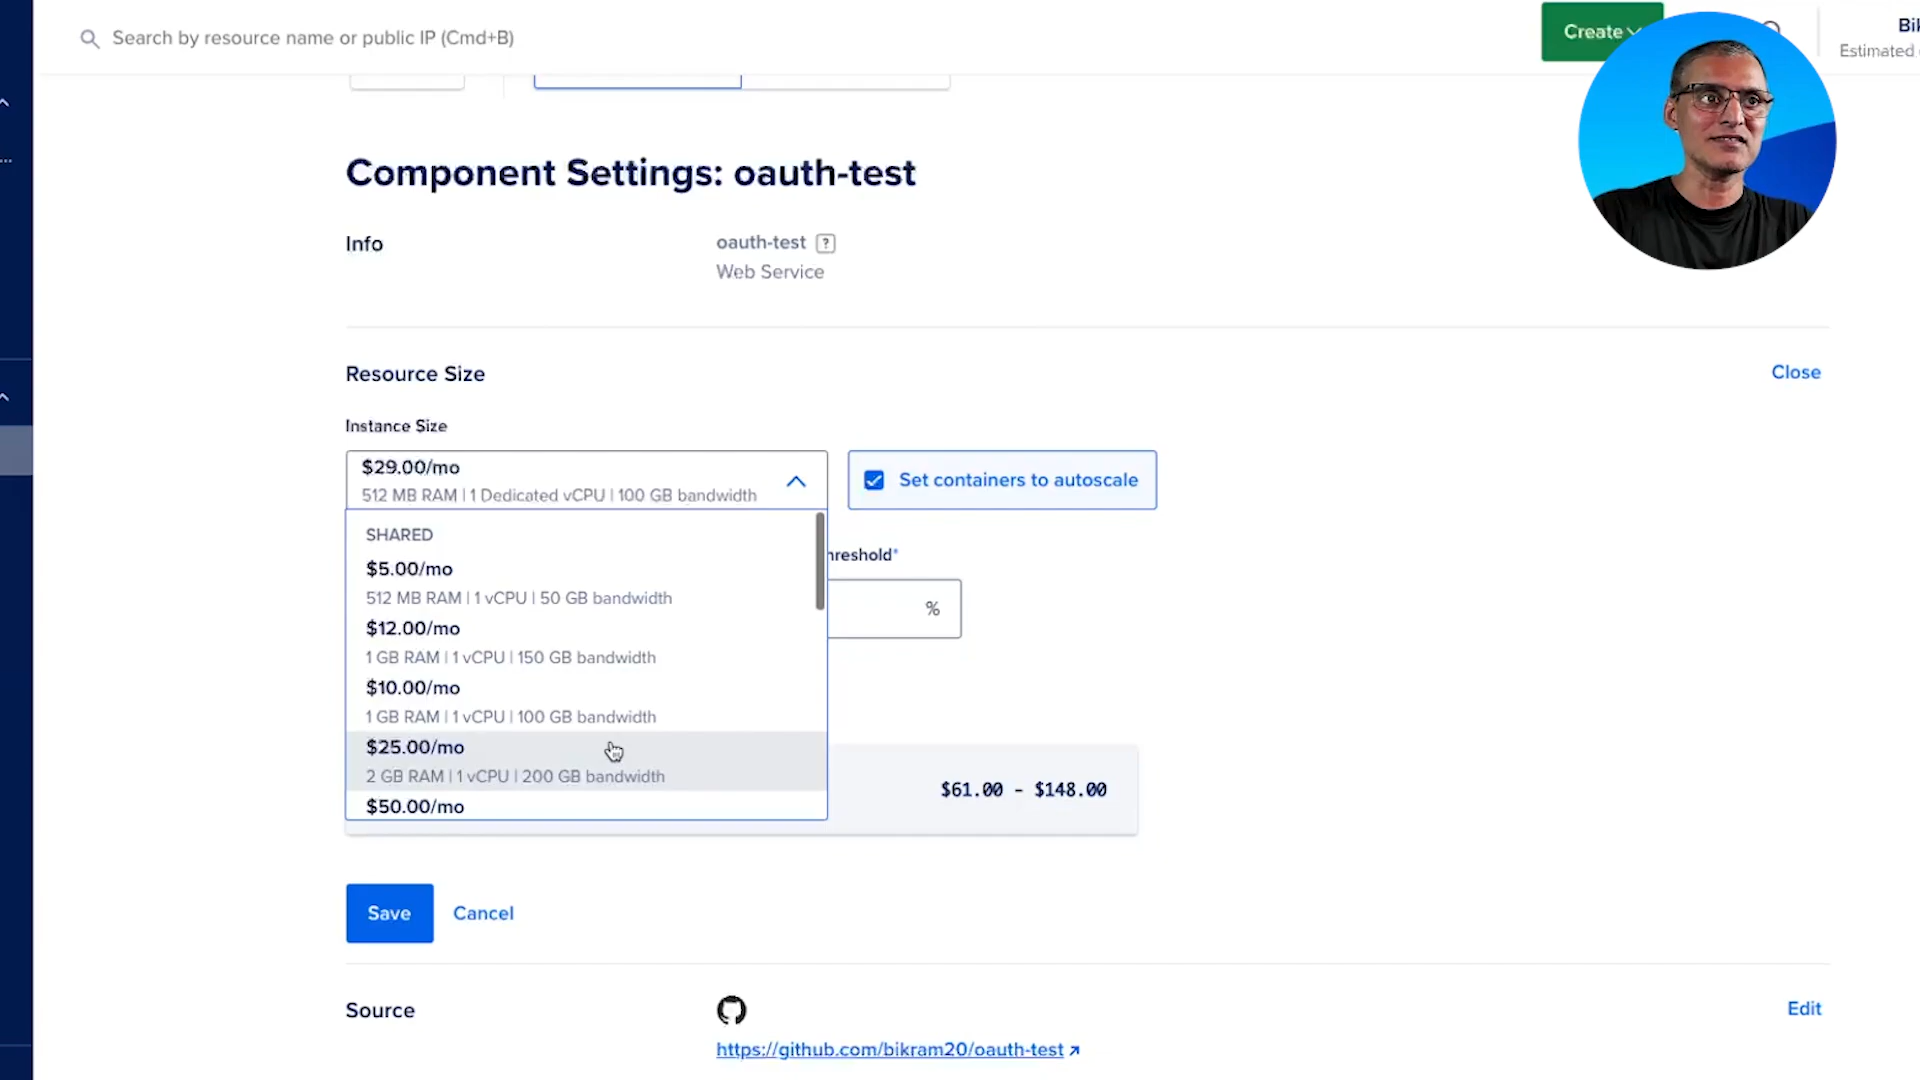 Search by resource name or public IP (Cmd+B)
Create
Estimated
Component Settings: oauth-test
Info
oauth-test ?
Web Service
Resource Size
Close
Instance Size
$29.00/mo
512 MB RAM | 1 Dedicated vCPU | 100 GB bandwidth
Set containers to autoscale
SHARED
$5.00/mo
512 MB RAM | 1 vCPU | 50 GB bandwidth
$12.00/mo
1 GB RAM | 1 vCPU | 150 GB bandwidth
$10.00/mo
1 GB RAM | 1 vCPU | 100 GB bandwidth
$25.00/mo
2 GB RAM | 1 vCPU | 200 GB bandwidth
$50.00/mo
hreshold*
%
$61.00 - $148.00
Save
Cancel
Source
Edit
https://github.com/bikram20/oauth-test